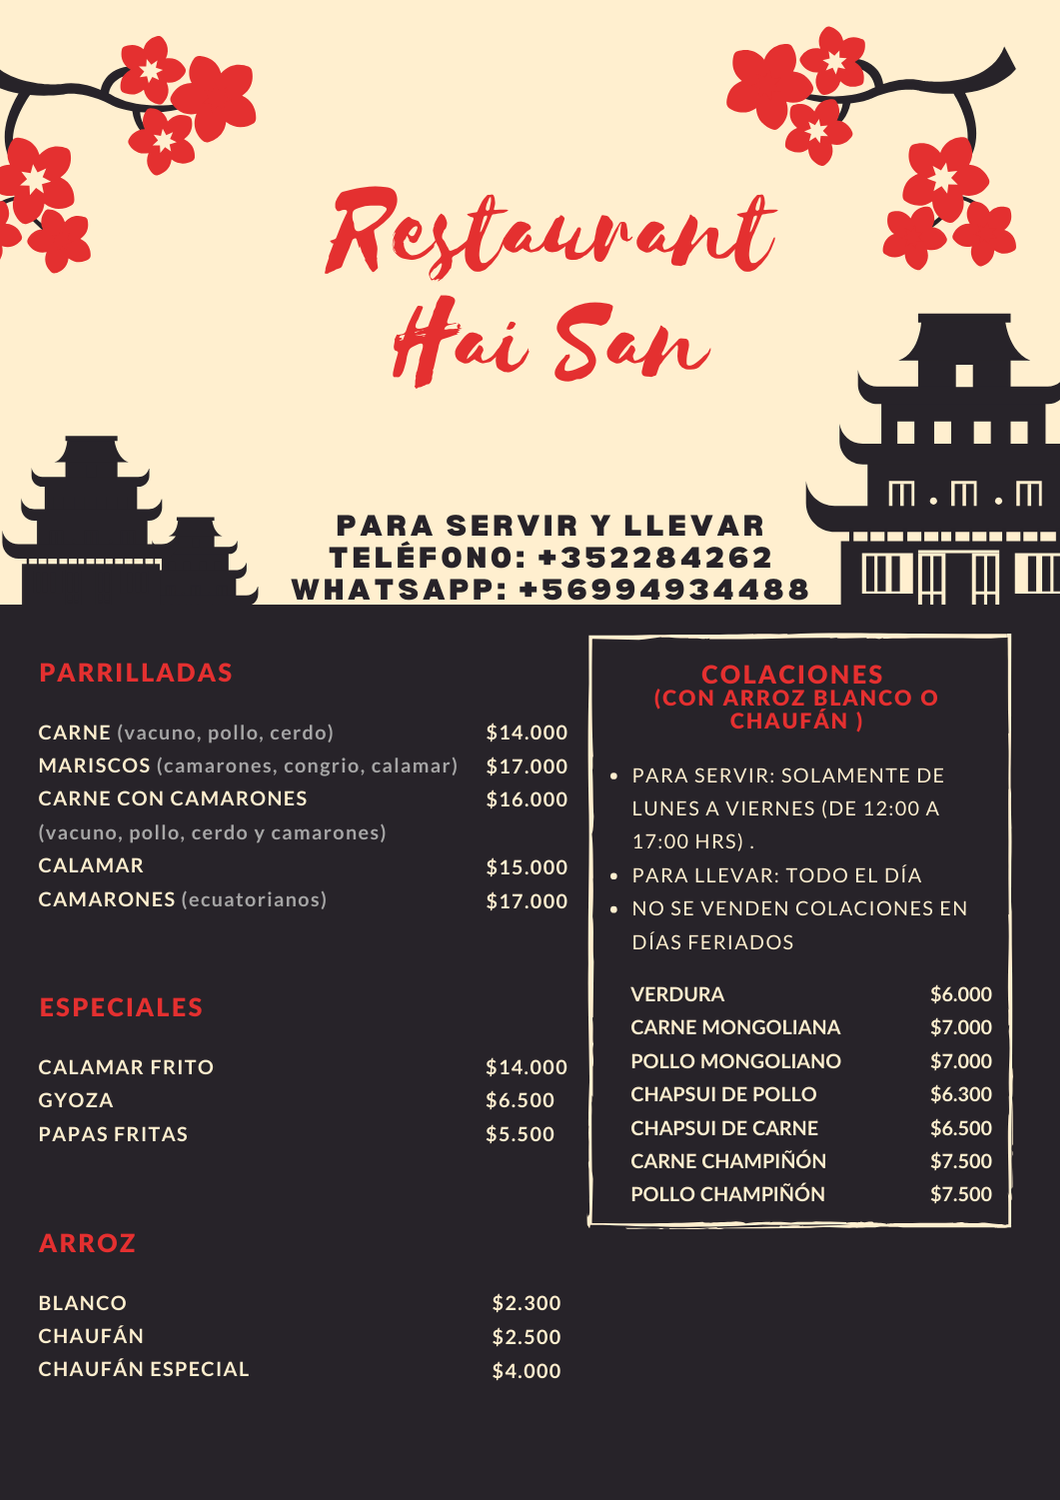 Restaurant
Hai San
PARA SERVIR Y LLEVAR
TELÉFONO: +352284262
WHATSAPP: +56994934488
PARRILLADAS
CARNE (vacuno, pollo, cerdo) $14.000
MARISCOS (camarones, congrio, calamar) $17.000
CARNE CON CAMARONES $16.000
(vacuno, pollo, cerdo y camarones)
CALAMAR $15.000
CAMARONES (ecuatorianos) $17.000
ESPECIALES
CALAMAR FRITO $14.000
GYOZA $6.500
PAPAS FRITAS $5.500
ARROZ
BLANCO $2.300
CHAUFÁN $2.500
CHAUFÁN ESPECIAL $4.000
COLACIONES
(CON ARROZ BLANCO O
CHAUFÁN )
• PARA SERVIR: SOLAMENTE DE
LUNES A VIERNES (DE 12:00 A
17:00 HRS) .
• PARA LLEVAR: TODO EL DÍA
• NO SE VENDEN COLACIONES EN
DÍAS FERIADOS
VERDURA $6.000
CARNE MONGOLIANA $7.000
POLLO MONGOLIANO $7.000
CHAPSUI DE POLLO $6.300
CHAPSUI DE CARNE $6.500
CARNE CHAMPIÑÓN $7.500
POLLO CHAMPIÑÓN $7.500